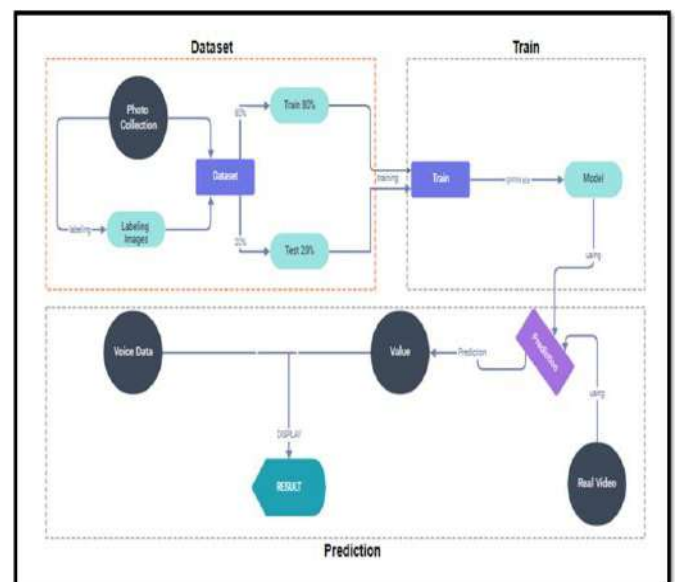 Dataset
Train
Photo
Collection
80%
Train 80%
Dataset
training
Train
Model
labeling
Labeling
Images
20%
Test 20%
using
Voice Data
Value
Prediction
Prediction
using
DISPLAY
RESULT
Real Video
Prediction